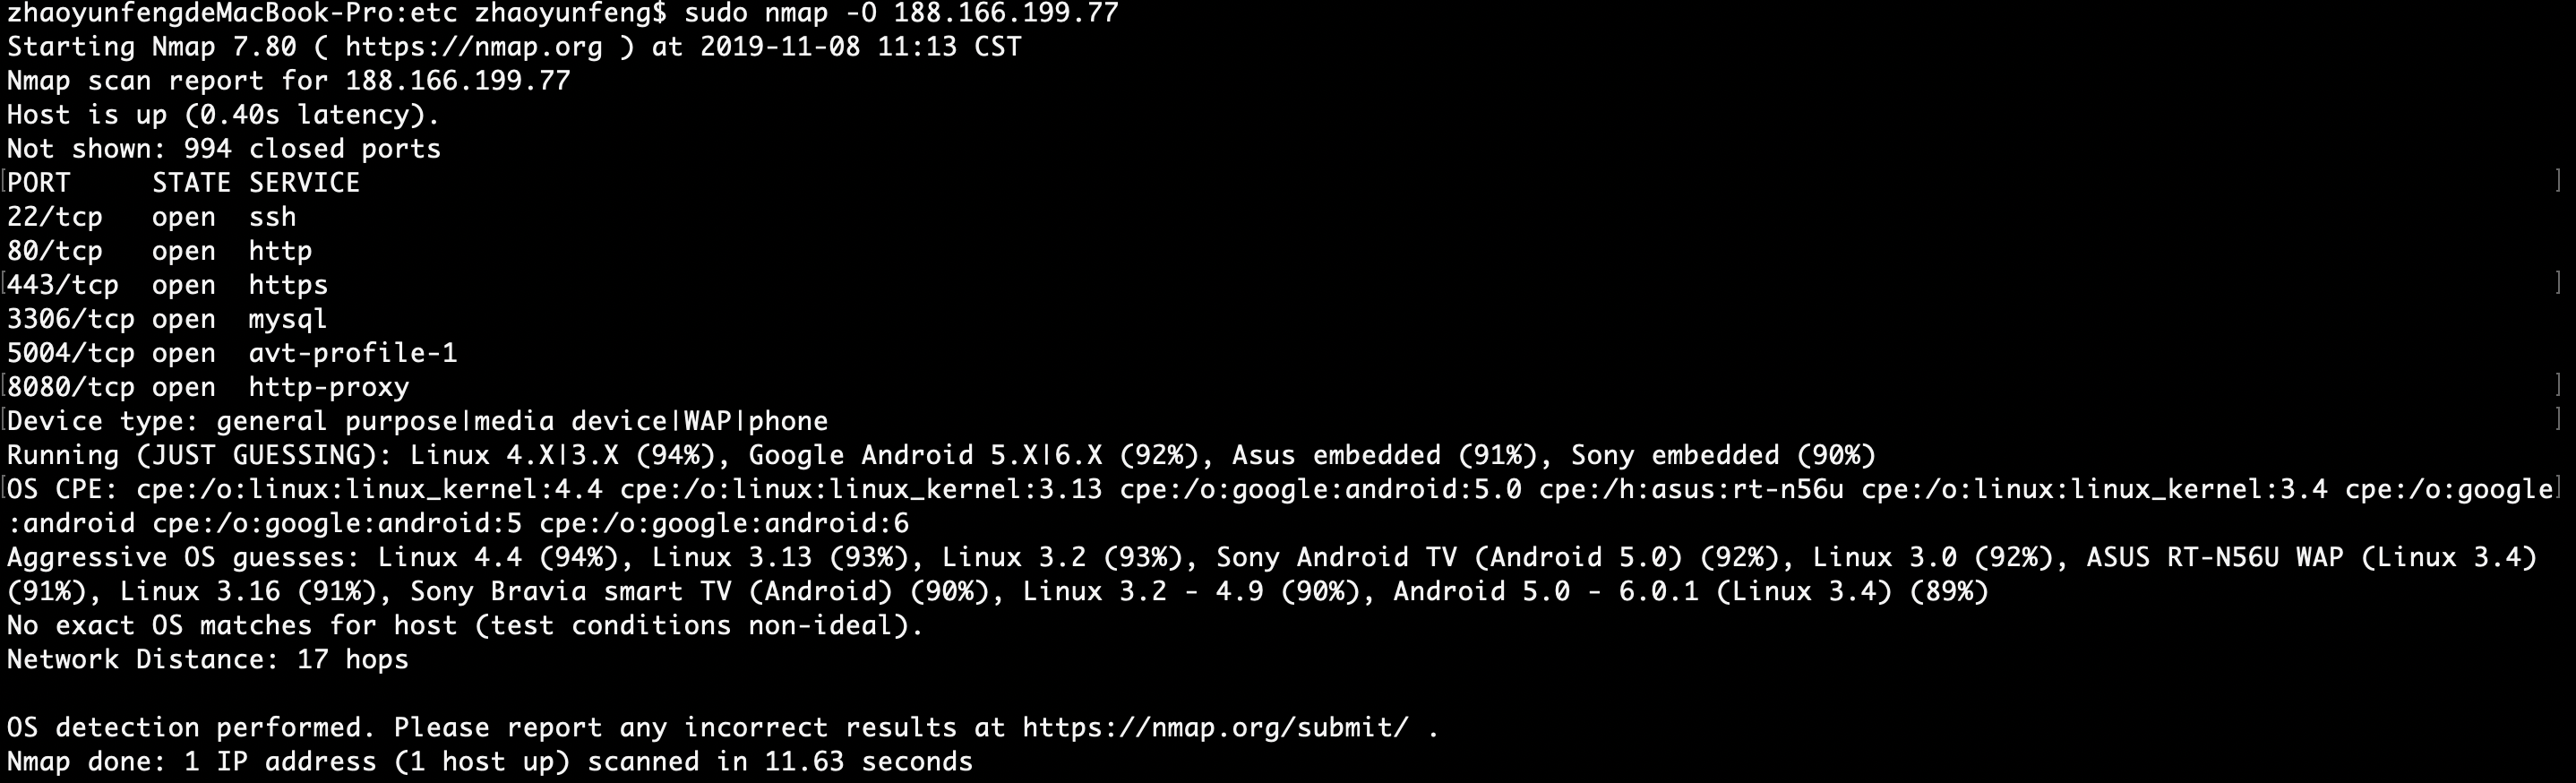 zhaoyunfengdeMacBook-Pro:etc zhaoyunfeng$ sudo nmap -O 188.166.199.77
Starting Nmap 7.80 ( https://nmap.org ) at 2019-11-08 11:13 CST
Nmap scan report for 188.166.199.77
Host is up (0.40s latency).
Not shown: 994 closed ports
[PORT     STATE SERVICE ]
22/tcp   open  ssh
80/tcp   open  http
[443/tcp  open  https ]
3306/tcp open  mysql
5004/tcp open  avt-profile-1
[8080/tcp open  http-proxy ]
[Device type: general purpose|media device|WAP|phone ]
Running (JUST GUESSING): Linux 4.X|3.X (94%), Google Android 5.X|6.X (92%), Asus embedded (91%), Sony embedded (90%)
[OS CPE: cpe:/o:linux:linux_kernel:4.4 cpe:/o:linux:linux_kernel:3.13 cpe:/o:google:android:5.0 cpe:/h:asus:rt-n56u cpe:/o:linux:linux_kernel:3.4 cpe:/o:google]
:android cpe:/o:google:android:5 cpe:/o:google:android:6
Aggressive OS guesses: Linux 4.4 (94%), Linux 3.13 (93%), Linux 3.2 (93%), Sony Android TV (Android 5.0) (92%), Linux 3.0 (92%), ASUS RT-N56U WAP (Linux 3.4)
(91%), Linux 3.16 (91%), Sony Bravia smart TV (Android) (90%), Linux 3.2 - 4.9 (90%), Android 5.0 - 6.0.1 (Linux 3.4) (89%)
No exact OS matches for host (test conditions non-ideal).
Network Distance: 17 hops
OS detection performed. Please report any incorrect results at https://nmap.org/submit/ .
Nmap done: 1 IP address (1 host up) scanned in 11.63 seconds